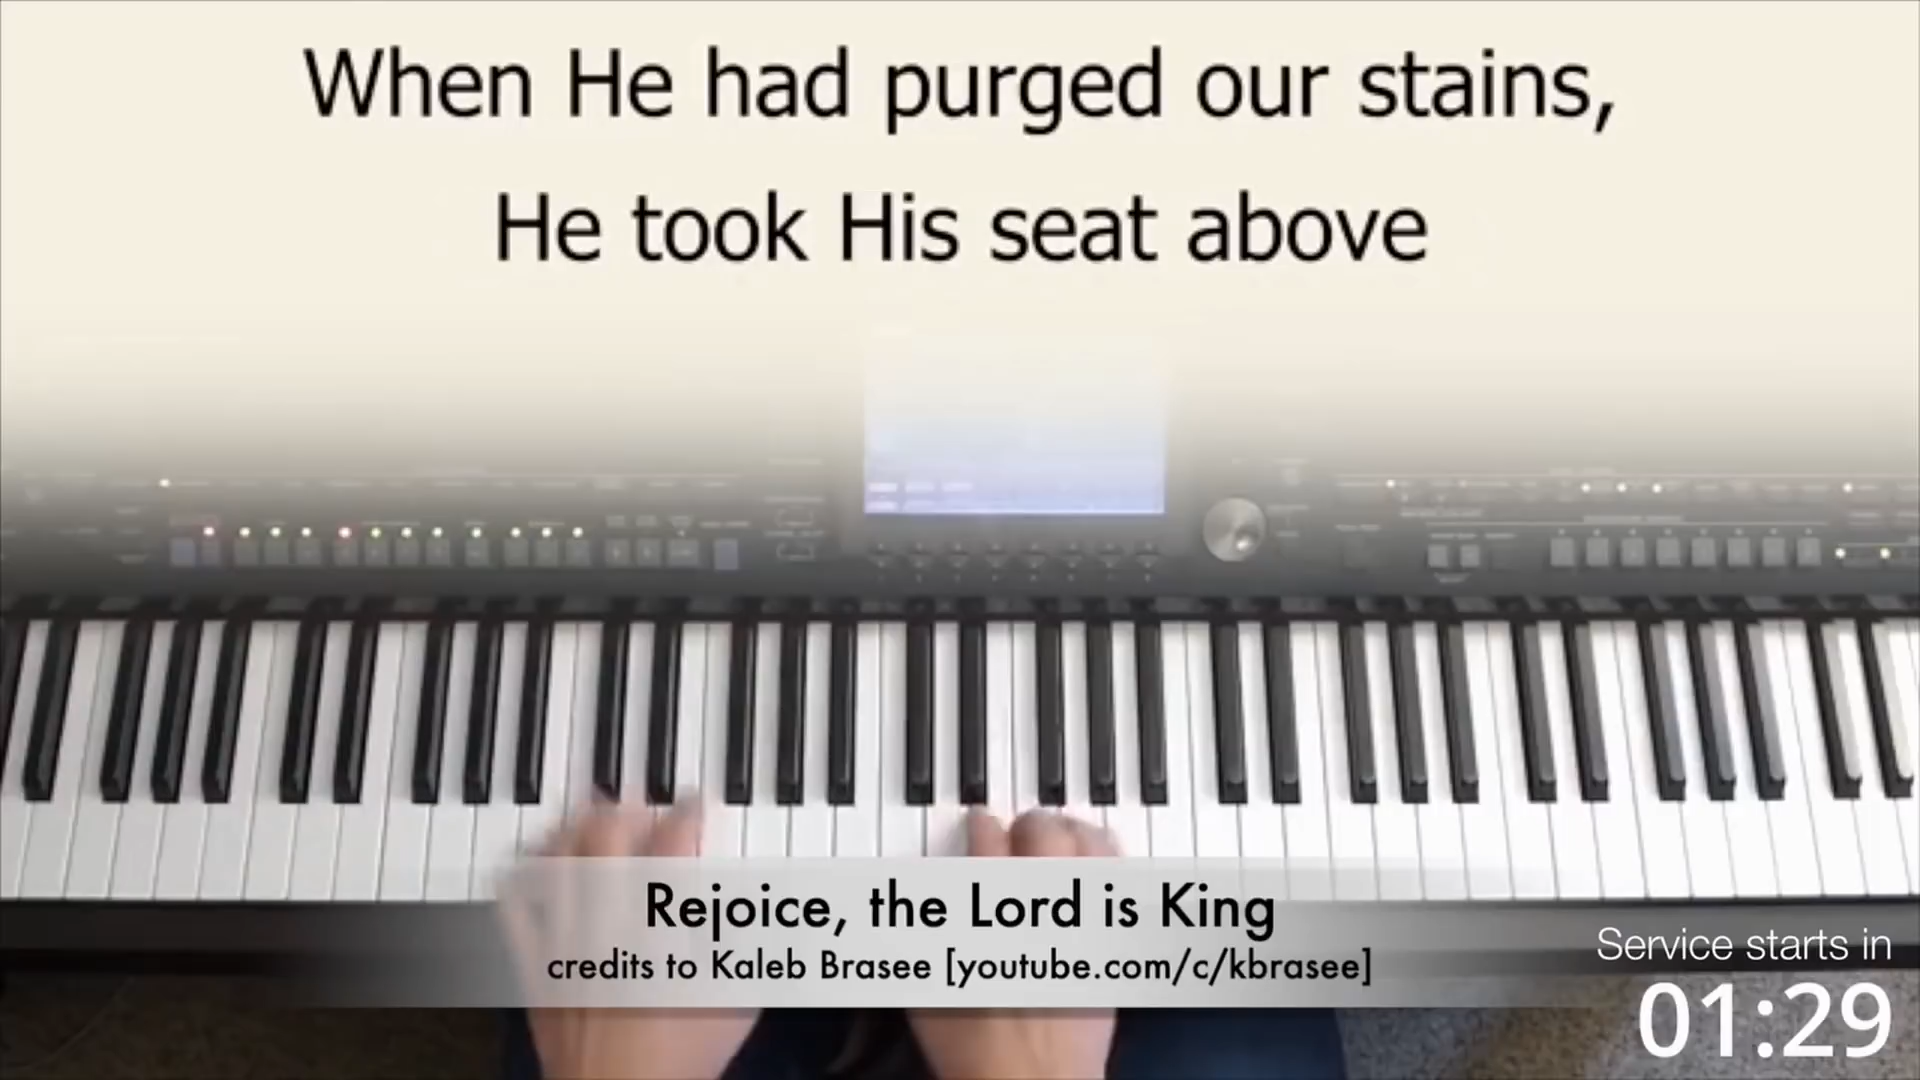 When He had purged our stains,
He took His seat above
Rejoice, the Lord is King
credits to Kaleb Brasee [youtube.com/c/kbrasee]
Service starts in
01:29